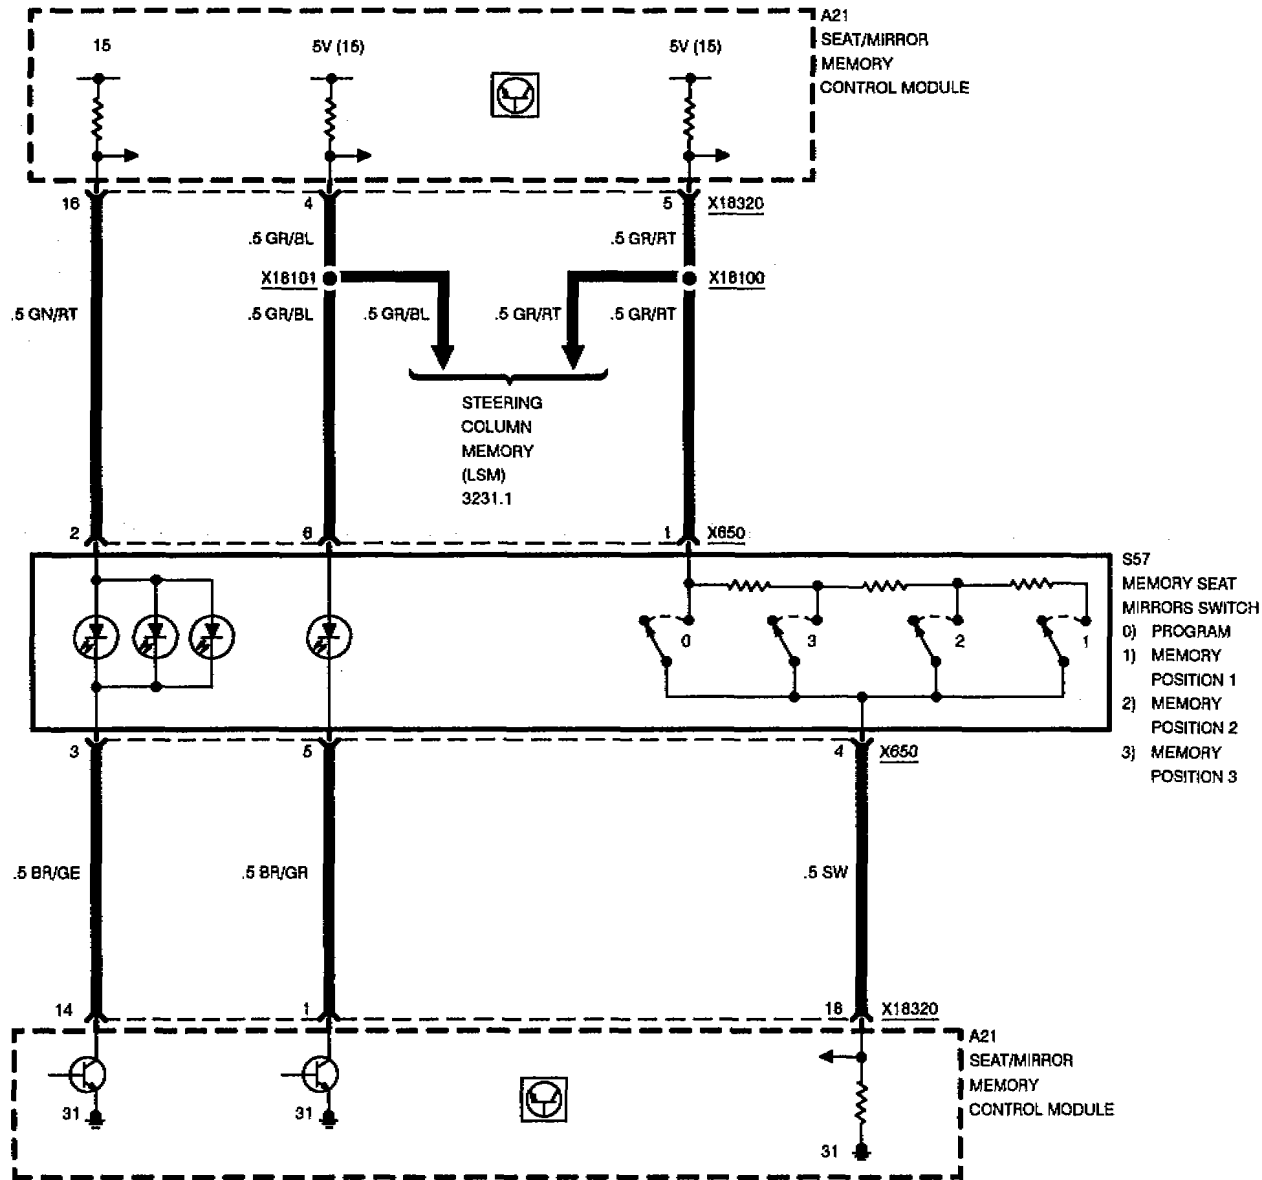 A21
15
5V (15)
5V (15)
SEAT/MIRROR
MEMORY
CONTROL MODULE
16
4
5
X18320
.5 GR/BL
.5 GR/RT
X18101
X18100
.5 GN/RT
.5 GR/BL
.5 GR/BL
.5 GR/RT
.5 GR/RT
STEERING
COLUMN
MEMORY
(LSM)
3231.1
2
6
1
X650
S57
MEMORY SEAT
MIRRORS SWITCH
0) PROGRAM
1) MEMORY
POSITION 1
2) MEMORY
POSITION 2
3) MEMORY
POSITION 3
0
3
2
1
3
5
4
X650
.5 BR/GE
.5 BR/GR
.5 SW
14
1
18
X18320
A21
SEAT/MIRROR
MEMORY
CONTROL MODULE
31
31
31